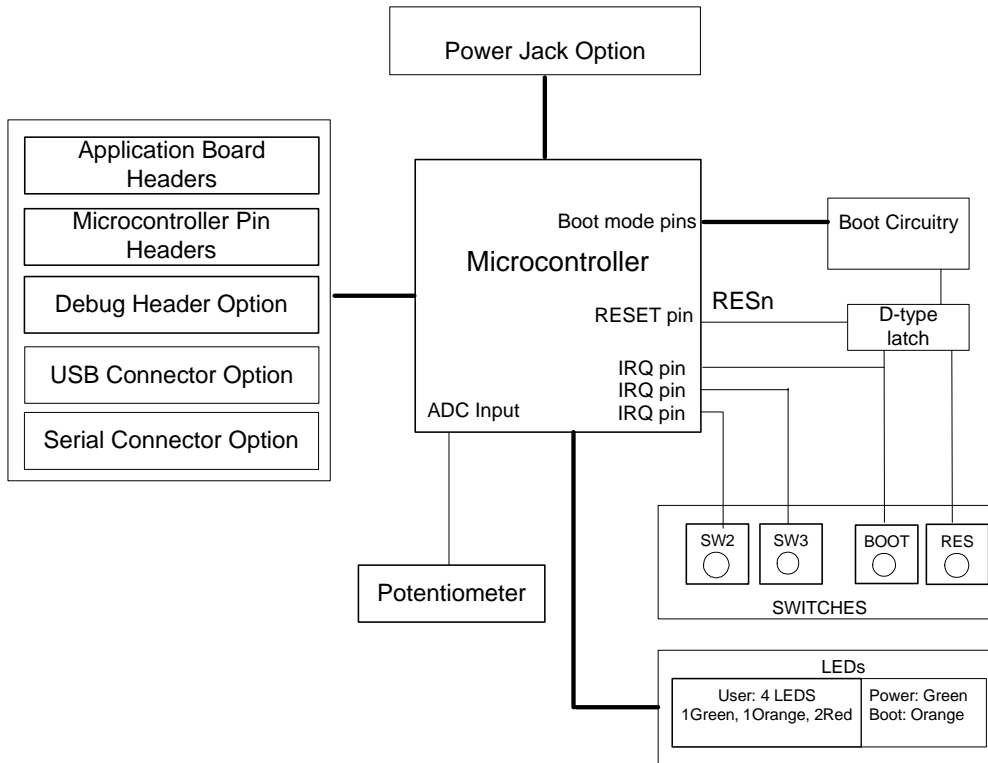 Power Jack Option
Application Board
Headers
Microcontroller Pin
Headers
Debug Header Option
USB Connector Option
Serial Connector Option
Boot mode pins
Microcontroller
RESET pin
IRQ pin
IRQ pin
IRQ pin
ADC Input
RESn
Boot Circuitry
D-type
latch
Potentiometer
SW2
SW3
BOOT
RES
SWITCHES
LEDs
User: 4 LEDS
1Green, 1Orange, 2Red
Power: Green
Boot: Orange